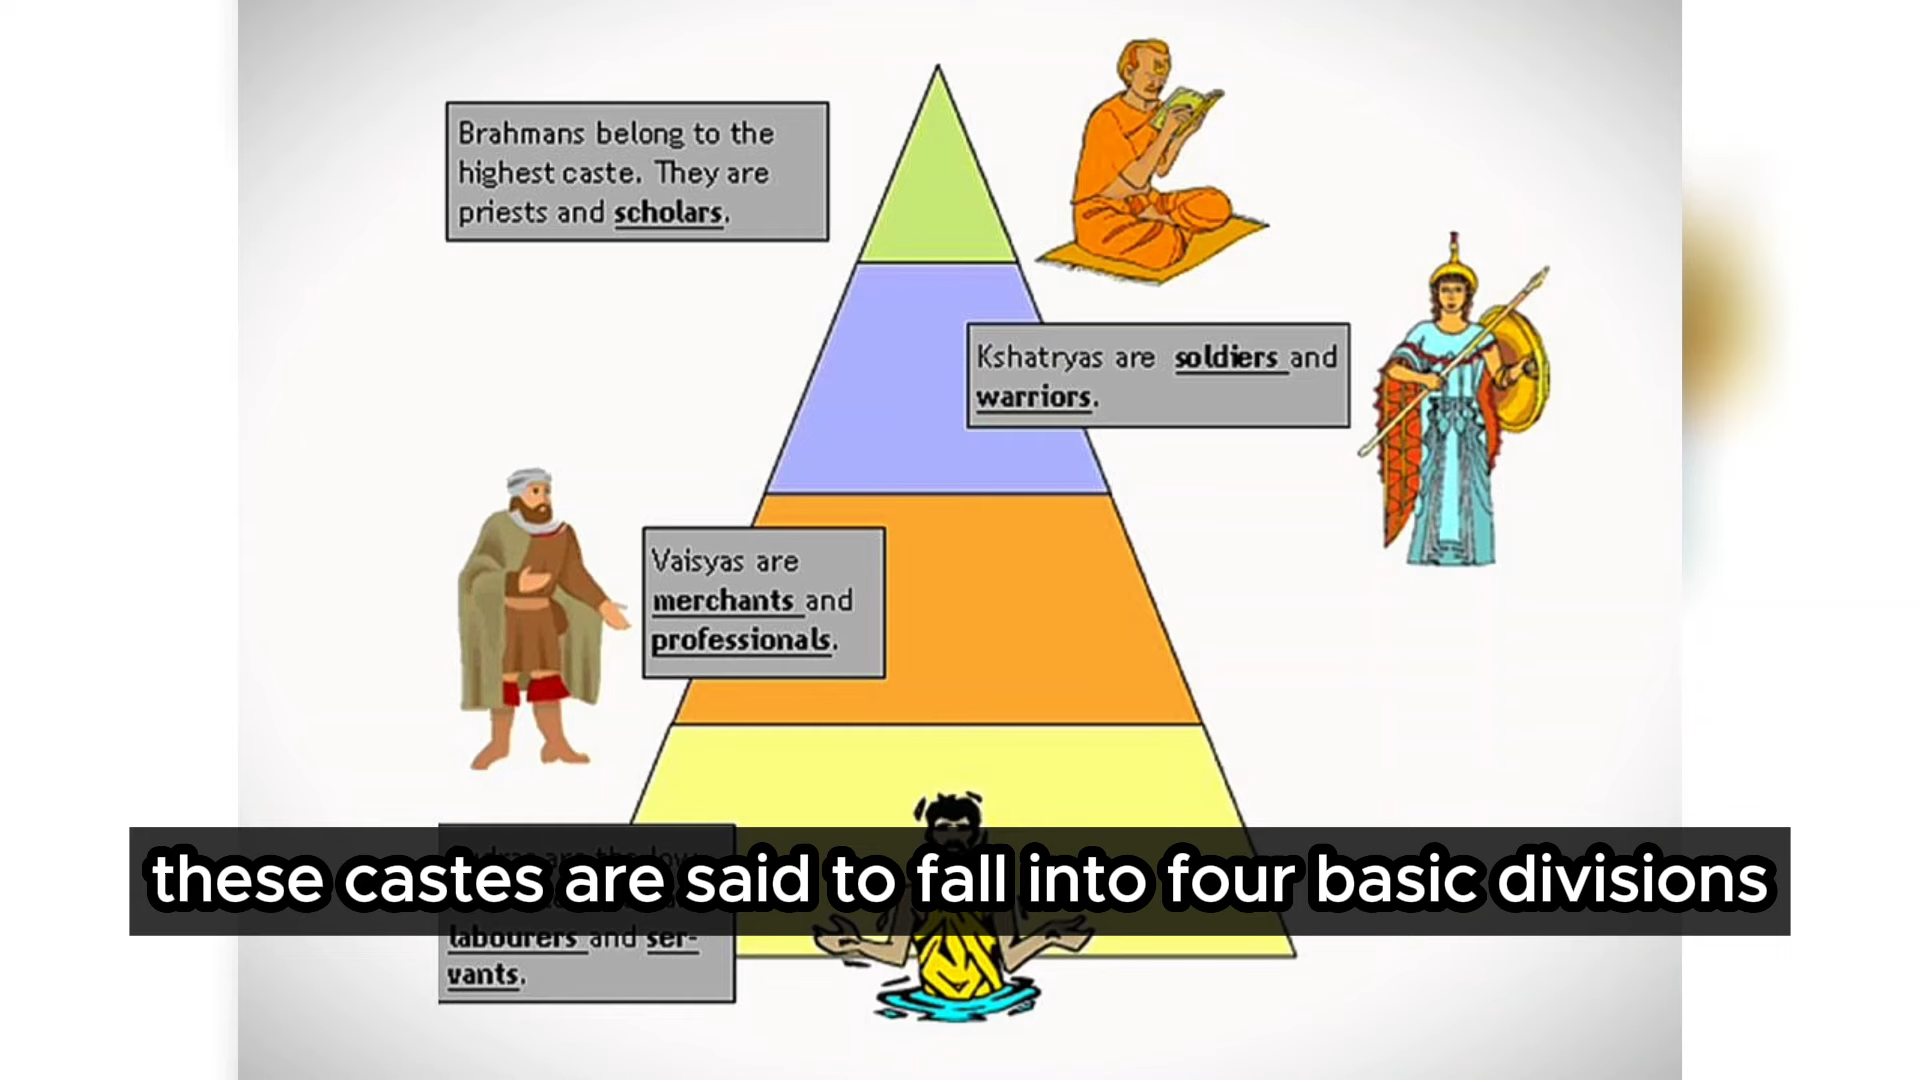 Brahmans belong to the
highest caste. They are
priests and scholars.
Kshatryas are soldiers and
warriors.
Vaisyas are
merchants and
professionals.
these castes are said to fall into four basic divisions
labourers and ser-
vants.